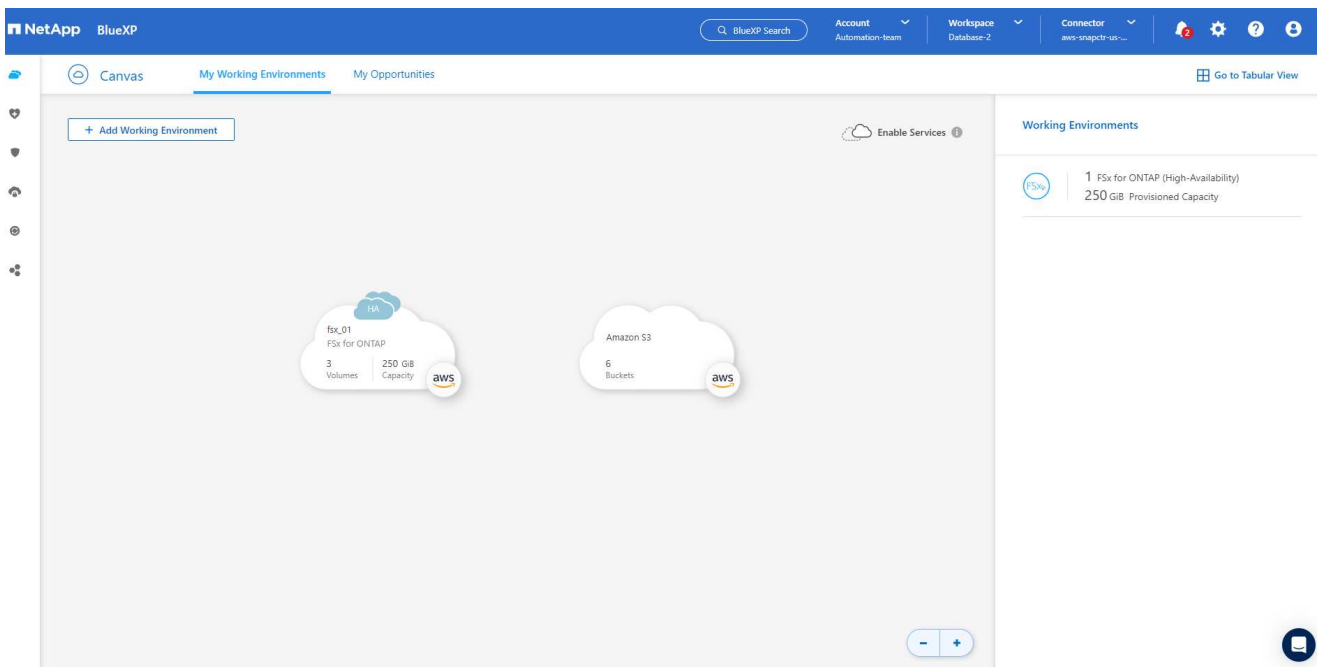 NetApp BlueXP
BlueXP Search
Account
Automation-team
Workspace
Database-2
Connector
aws-snapctr-us-...
2
Canvas
My Working Environments
My Opportunities
Go to Tabular View
+ Add Working Environment
Enable Services
Working Environments
FSx
1 FSx for ONTAP (High-Availability)
250 GiB Provisioned Capacity
HA
fsx_01
FSx for ONTAP
3
Volumes
250 GiB
Capacity
aws
Amazon S3
6
Buckets
aws
- +